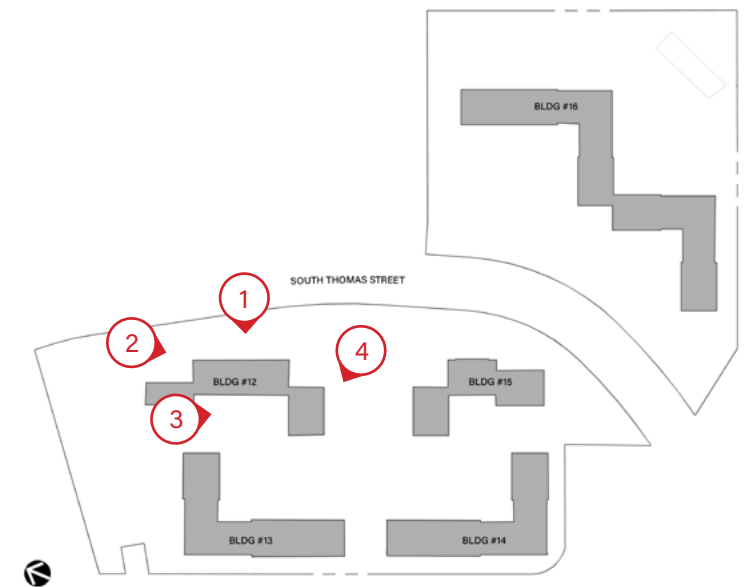 BLDG #16
SOUTH THOMAS STREET
1
2
4
BLDG #12
BLDG #15
3
BLDG #13
BLDG #14